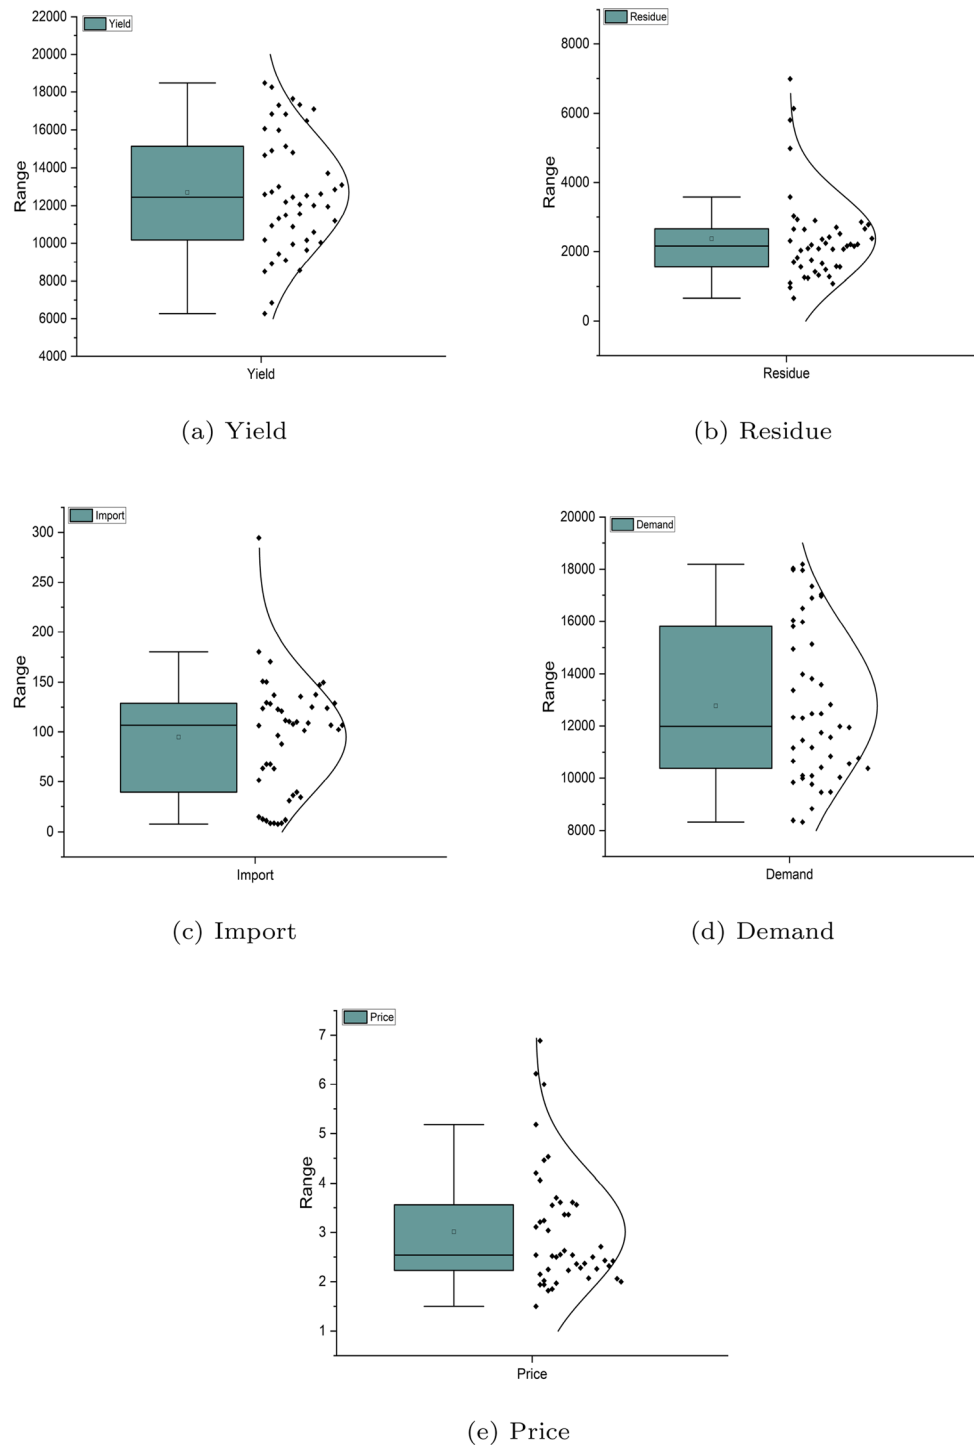 Yield
22000
20000
18000
16000
14000
12000
10000
8000
6000
4000
Range
Yield
(a) Yield
Residue
8000
6000
4000
2000
0
Range
Residue
(b) Residue
Import
300
250
200
150
100
50
0
Range
Import
(c) Import
Demand
20000
18000
16000
14000
12000
10000
8000
Range
Demand
(d) Demand
Price
7
6
5
4
3
2
1
Range
Price
(e) Price